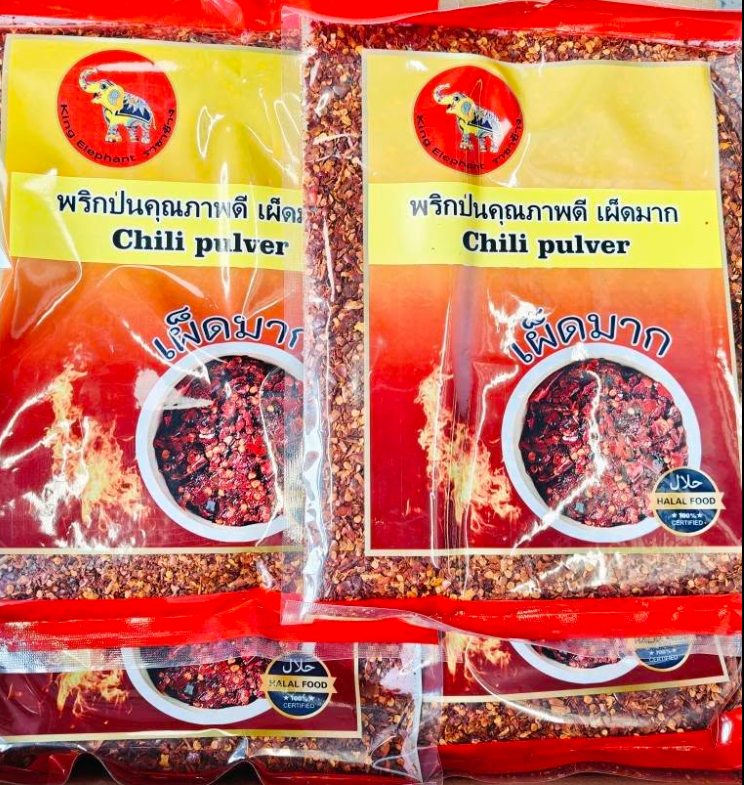 King Elephant ราชาช้าง
พริกป่นคุณภาพดี เผ็ด
Chili pulver
เผ็ดมาก
King Elephant ราชาช้าง
พริกป่นคุณภาพดี เผ็ดมาก
Chili pulver
เผ็ดมาก
حلال
HALAL FOOD
100%
CERTIFIED
حلال
HALAL FOOD
100%
CERTIFIED
100%
CERTIFIED